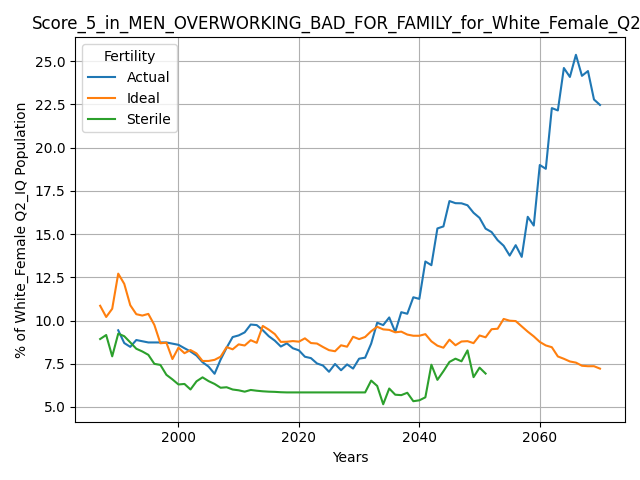 Score_5_in_MEN_OVERWORKING_BAD_FOR_FAMILY_for_White_Female_Q2
Fertility
Actual
Ideal
Sterile
% of White_Female Q2_IQ Population
25.0
22.5
20.0
17.5
15.0
12.5
10.0
7.5
5.0
2000
2020
2040
2060
Years